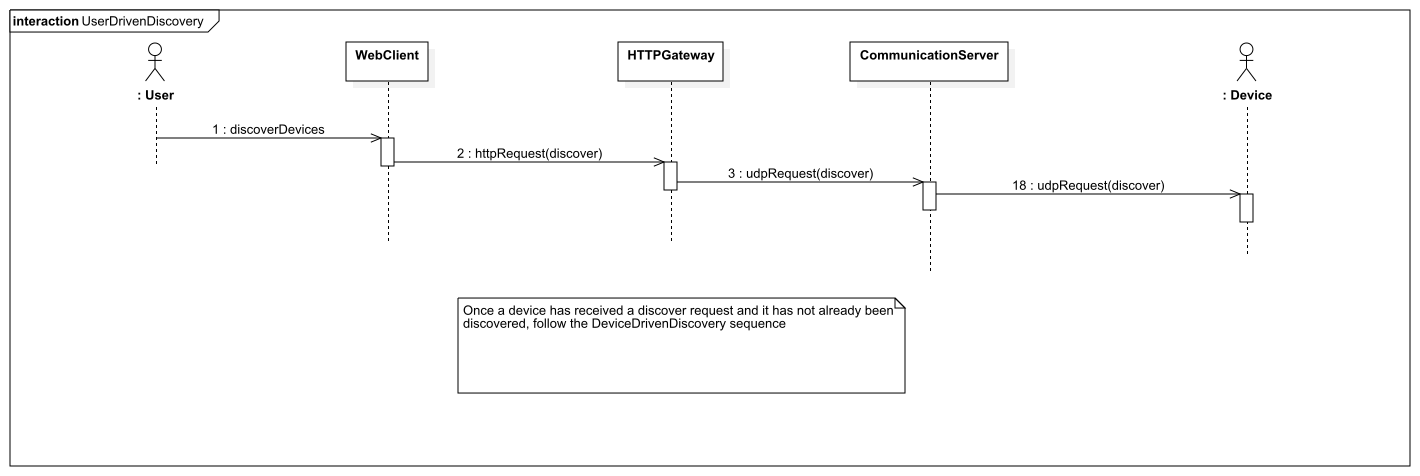 interaction UserDrivenDiscovery
WebClient
HTTPGateway
CommunicationServer
: User
: Device
1 : discoverDevices
2 : httpRequest(discover)
3 : udpRequest(discover)
18 : udpRequest(discover)
Once a device has received a discover request and it has not already been
discovered, follow the DeviceDrivenDiscovery sequence